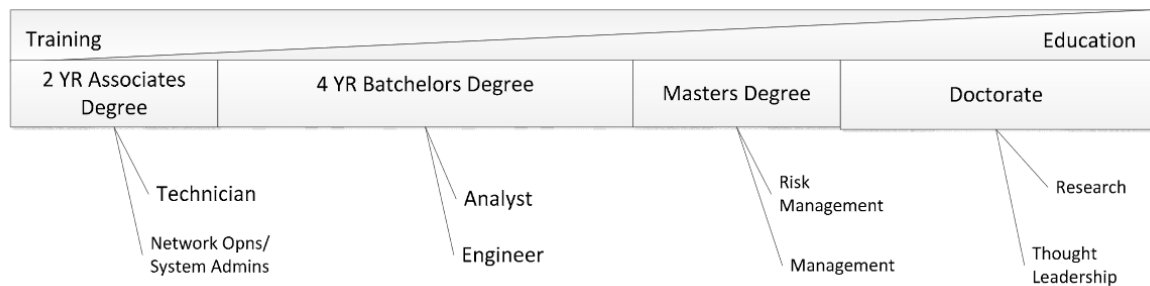 Training
Education
2 YR Associates
Degree
4 YR Batchelors Degree
Masters Degree
Doctorate
Technician
Network Opns/
System Admins
Analyst
Engineer
Risk
Management
Management
Research
Thought
Leadership